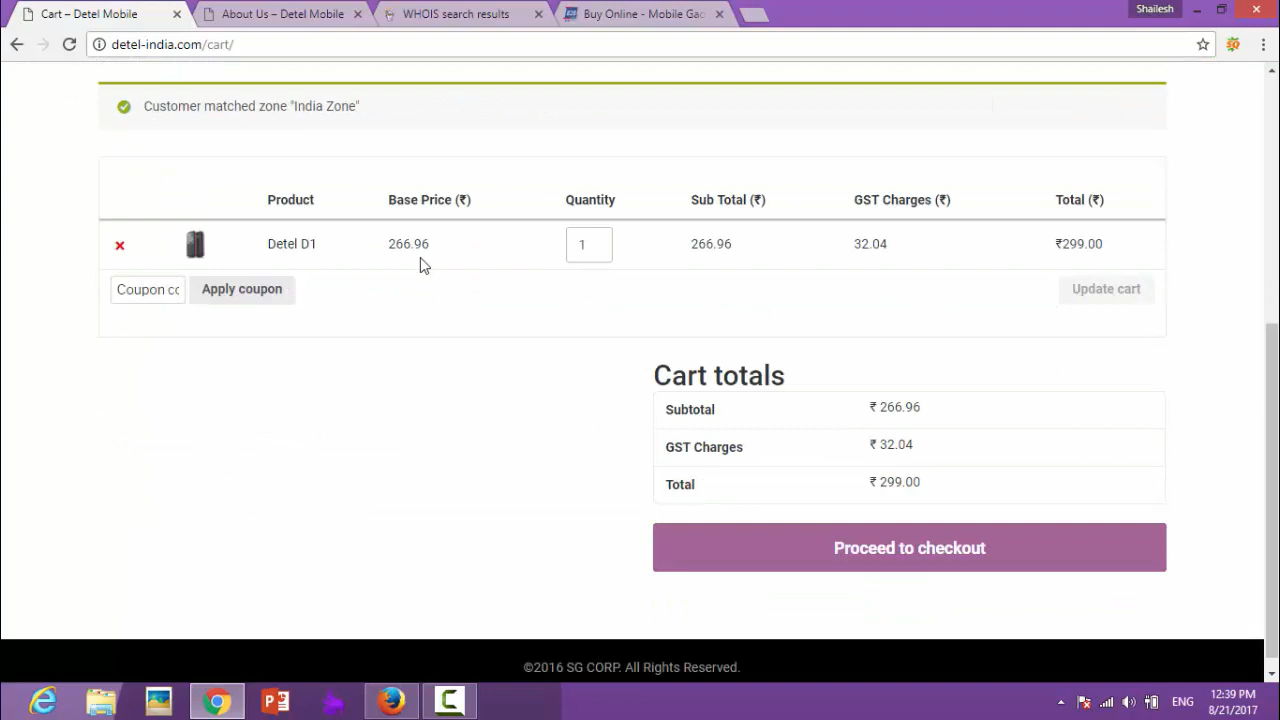 Cart – Detel Mobile
About Us – Detel Mobile
WHOIS search results
Buy Online - Mobile Gad
Shailesh
detel-india.com/cart/
Customer matched zone "India Zone"
Product Base Price (₹) Quantity Sub Total (₹) GST Charges (₹) Total (₹)
Detel D1 266.96 1 266.96 32.04 ₹299.00
Coupon co Apply coupon Update cart
Cart totals
Subtotal ₹ 266.96
GST Charges ₹ 32.04
Total ₹ 299.00
Proceed to checkout
©2016 SG CORP. All Rights Reserved.
ENG
12:39 PM
8/21/2017